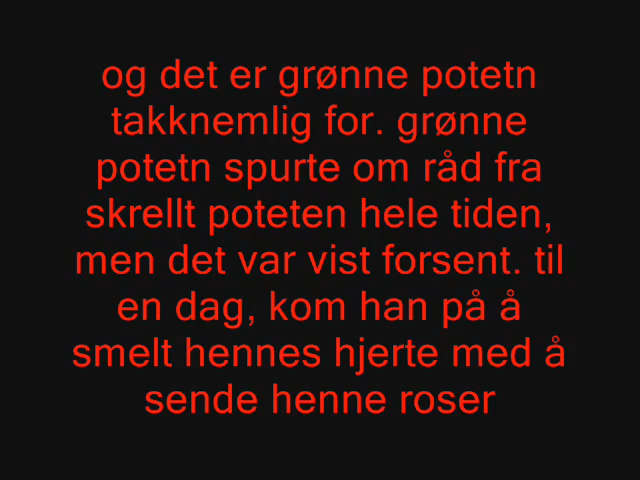 og det er grønne potetn
takknemlig for. grønne
potetn spurte om råd fra
skrellt poteten hele tiden,
men det var vist forsent. til
en dag, kom han på å
smelt hennes hjerte med å
sende henne roser